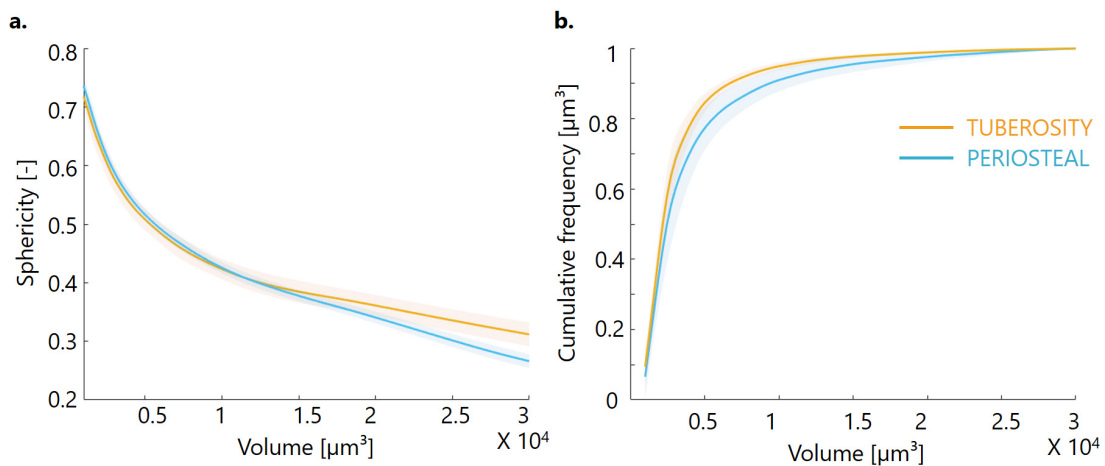 a.
0.8
0.7
0.6
0.5
0.4
0.3
0.2
Sphericity [-]
0.5
1
1.5
2
2.5
3
X 10⁴
Volume [µm³]
b.
1
0.8
0.6
0.4
0.2
0
Cumulative frequency [µm³]
TUBEROSITY
PERIOSTEAL
0.5
1
1.5
2
2.5
3
X 10⁴
Volume [µm³]